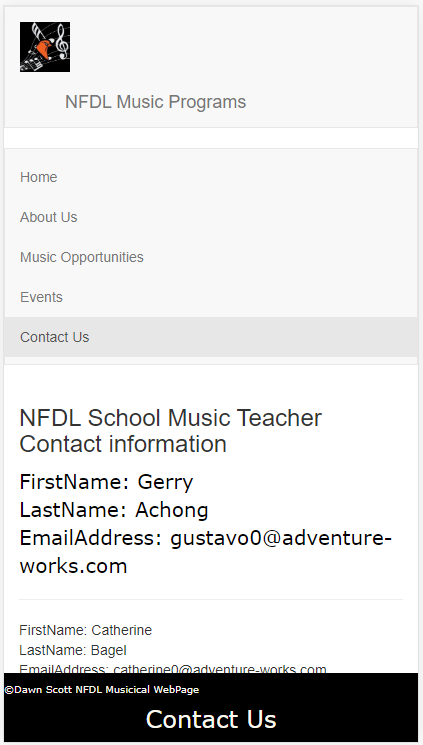 NFDL Music Programs
Home
About Us
Music Opportunities
Events
Contact Us
NFDL School Music Teacher
Contact information
FirstName: Gerry
LastName: Achong
EmailAddress: gustavo0@adventure-
works.com
FirstName: Catherine
LastName: Bagel
EmailAddress: catherine0@adventure-works.com
©Dawn Scott NFDL Musicical WebPage
Contact Us